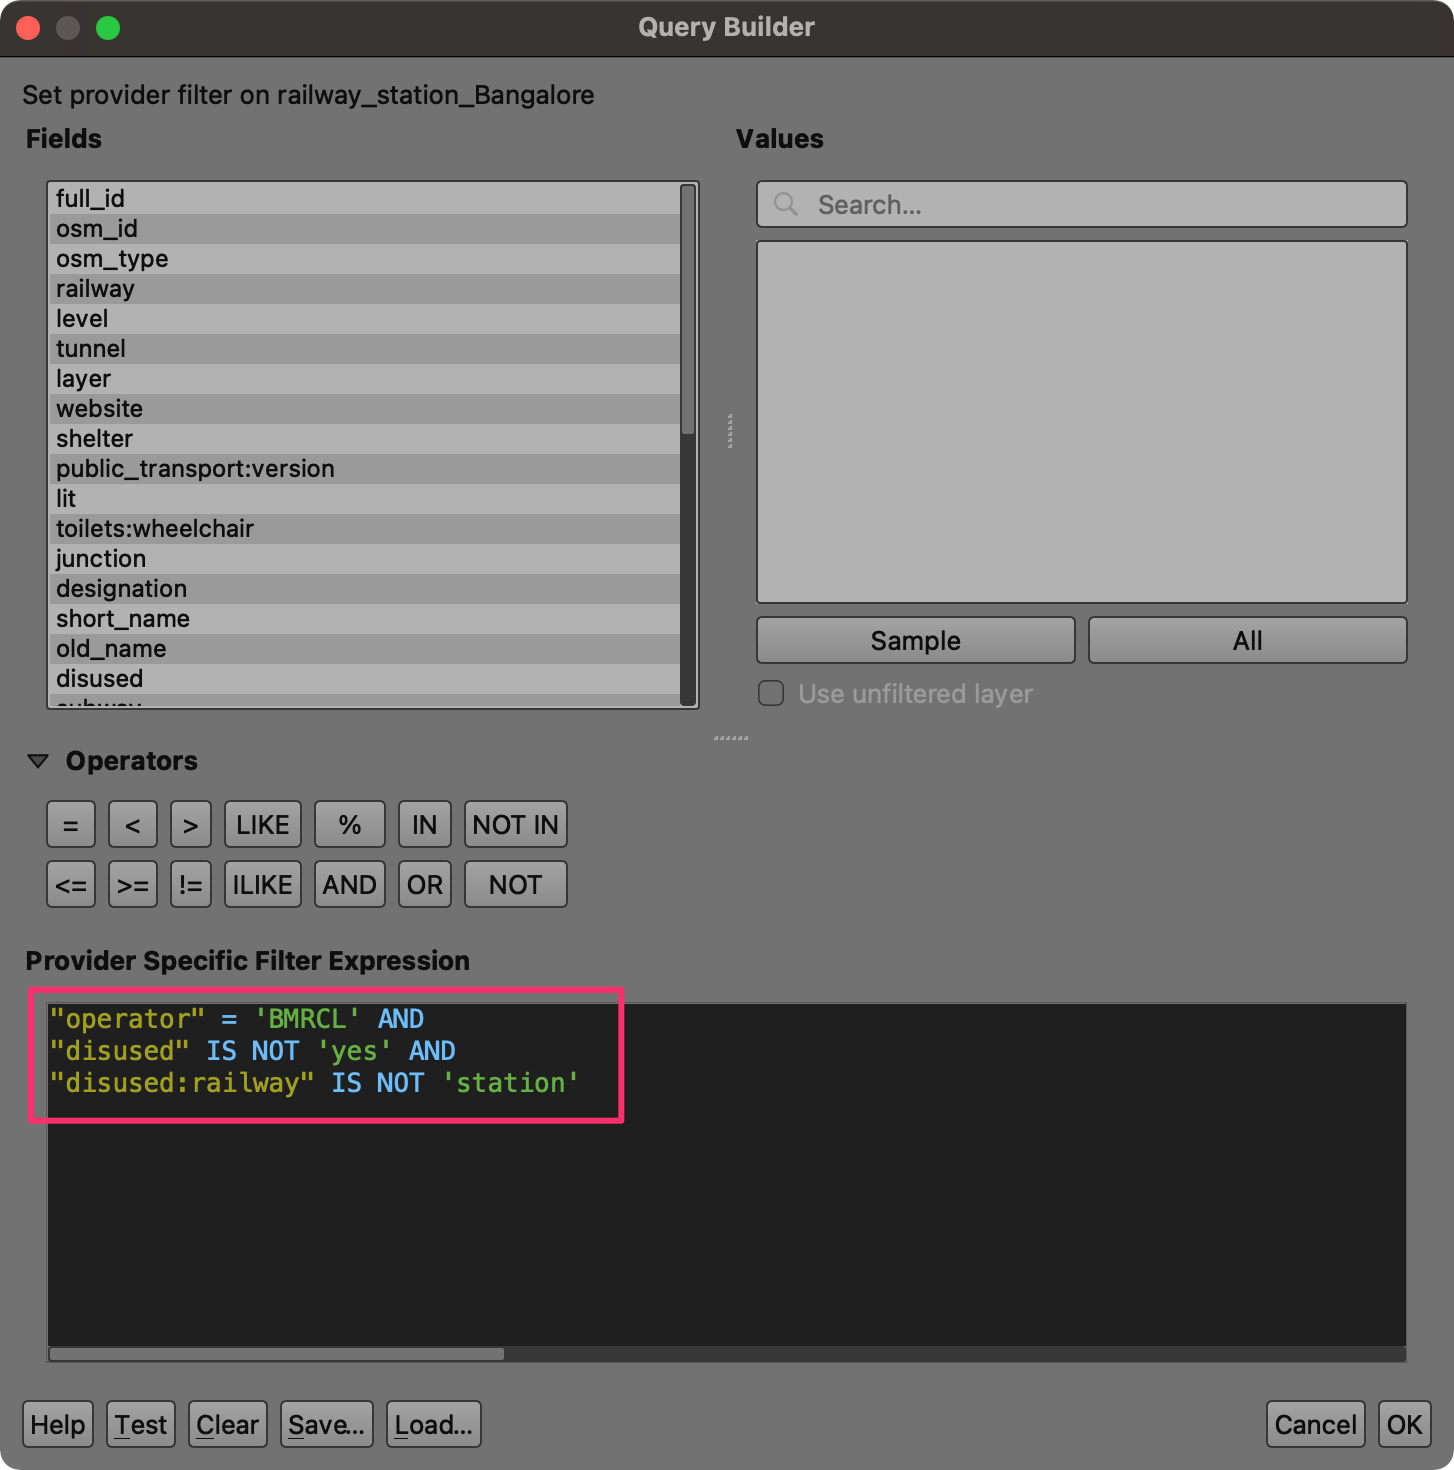 Query Builder
Set provider filter on railway_station_Bangalore
Fields
Values
full_id
osm_id
osm_type
railway
level
tunnel
layer
website
shelter
public_transport:version
lit
toilets:wheelchair
junction
designation
short_name
old_name
disused
subway
Search...
Sample
All
Use unfiltered layer
Operators
= < > LIKE % IN NOT IN
<= >= != ILIKE AND OR NOT
Provider Specific Filter Expression
"operator" = 'BMRCL' AND
"disused" IS NOT 'yes' AND
"disused:railway" IS NOT 'station'
Help Test Clear Save... Load... Cancel OK